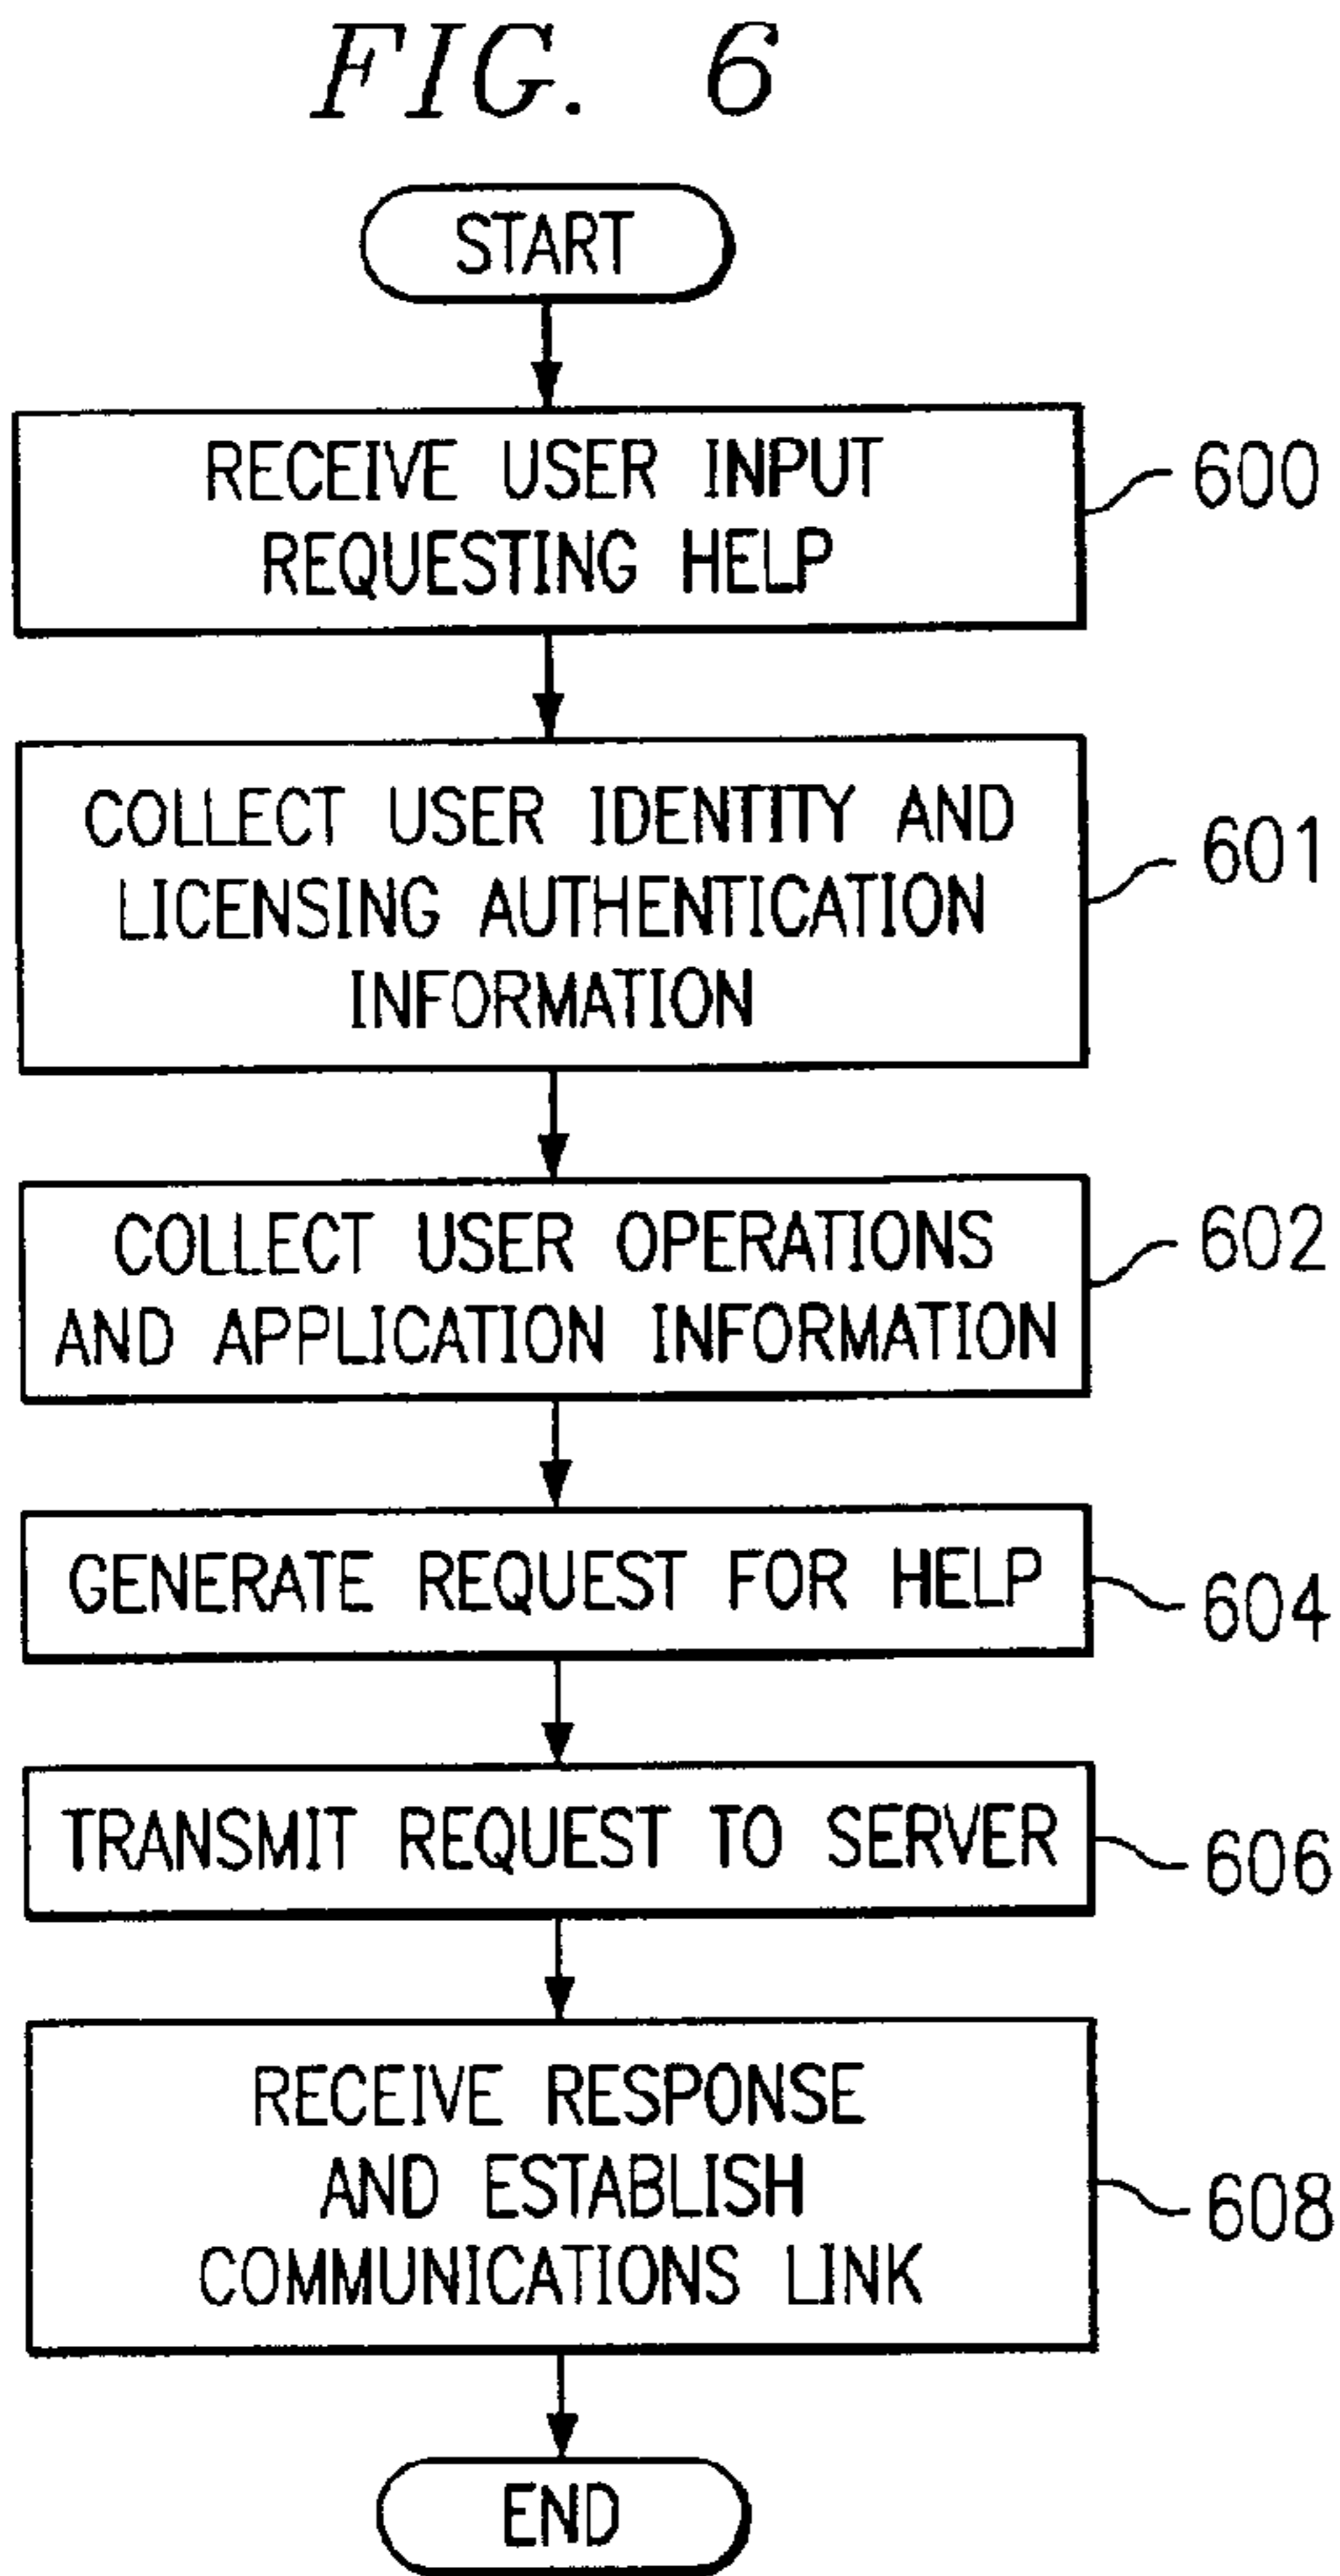 FIG. 6
START
RECEIVE USER INPUT
REQUESTING HELP
600
COLLECT USER IDENTITY AND
LICENSING AUTHENTICATION
INFORMATION
601
COLLECT USER OPERATIONS
AND APPLICATION INFORMATION
602
GENERATE REQUEST FOR HELP
604
TRANSMIT REQUEST TO SERVER
606
RECEIVE RESPONSE
AND ESTABLISH
COMMUNICATIONS LINK
608
END